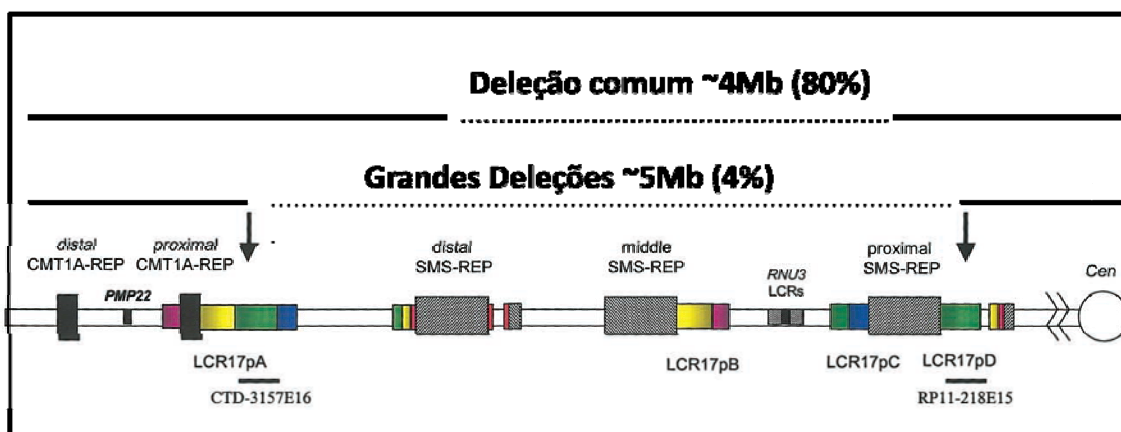 Deleção comum ~4Mb (80%)
Grandes Deleções ~5Mb (4%)
distal
CMT1A-REP
proximal
CMT1A-REP
distal
SMS-REP
middle
SMS-REP
proximal
SMS-REP
PMP22
RNU3
LCRs
Cen
LCR17pA
LCR17pB
LCR17pC
LCR17pD
CTD-3157E16
RP11-218E15